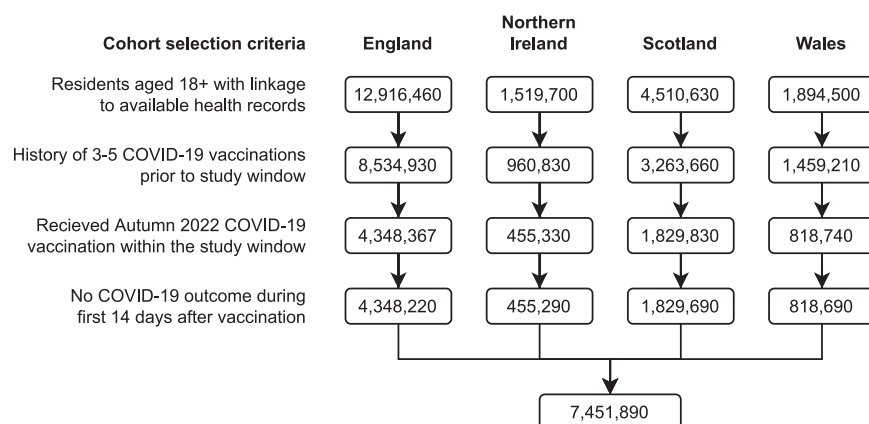 Cohort selection criteria England Northern Ireland Scotland Wales
Residents aged 18+ with linkage
to available health records
12,916,460 1,519,700 4,510,630 1,894,500
History of 3-5 COVID-19 vaccinations
prior to study window
8,534,930 960,830 3,263,660 1,459,210
Recieved Autumn 2022 COVID-19
vaccination within the study window
4,348,367 455,330 1,829,830 818,740
No COVID-19 outcome during
first 14 days after vaccination
4,348,220 455,290 1,829,690 818,690
7,451,890